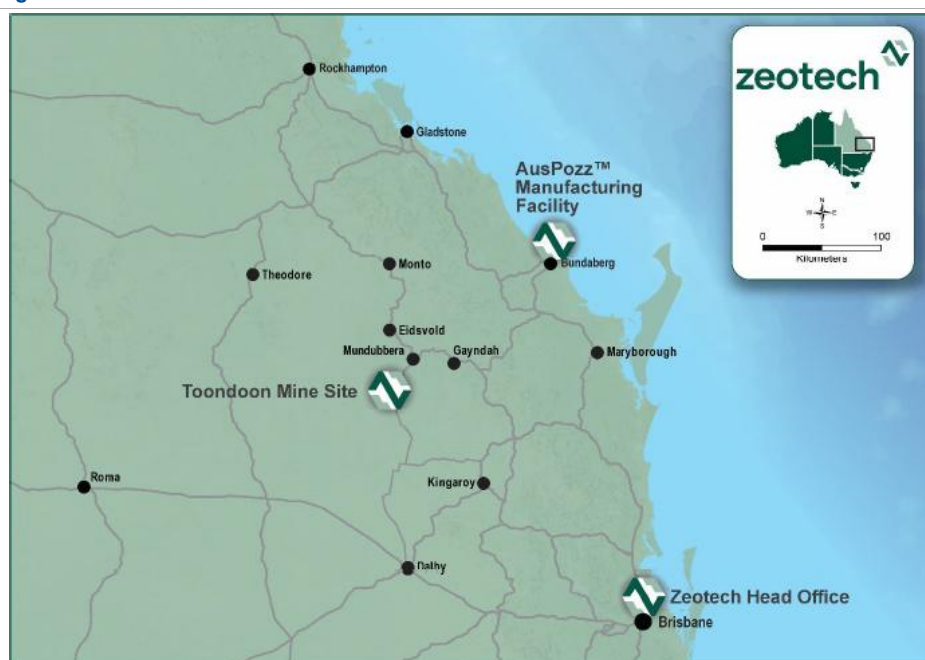 zeotech
N
W
E
S
0 100
Kilometers
Rockhampton
Gladstone
AusPozz™
Manufacturing
Facility
Bundaberg
Theodore
Monto
Eidsvold
Mundubbera
Gayndah
Maryborough
Toondoon Mine Site
Roma
Kingaroy
Dalby
Zeotech Head Office
Brisbane